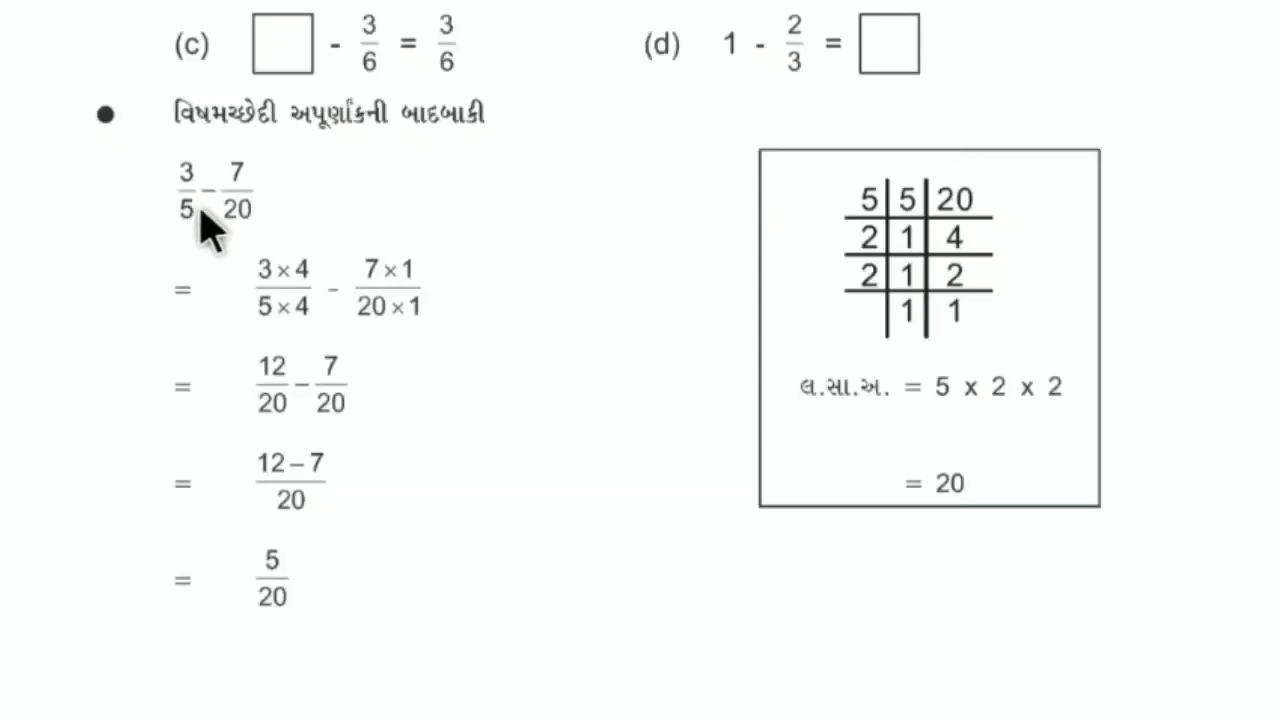 (c) □ - 3/6 = 3/6 (d) 1 - 2/3 = □
● વિષમચ્છેદી અપૂર્ણાંકની બાદબાકી
3/5 – 7/20
= 3×4/5×4 - 7×1/20×1
= 12/20 – 7/20
= 12–7/20
= 5/20
5 5 20
2 1 4
2 1 2
1 1
લ.સા.અ. = 5 x 2 x 2
= 20